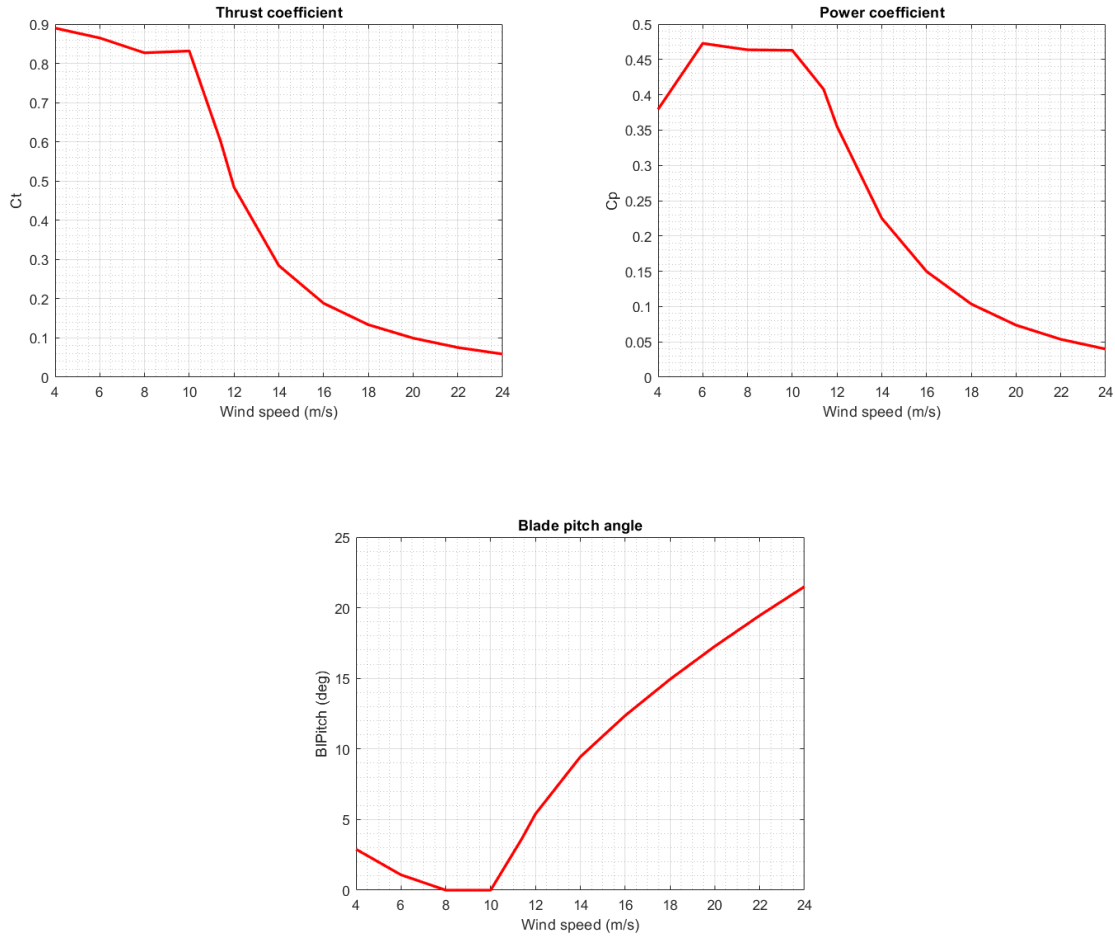 Thrust coefficient
0.9
0.8
0.7
0.6
0.5
0.4
0.3
0.2
0.1
0
Ct
4 6 8 10 12 14 16 18 20 22 24
Wind speed (m/s)
Power coefficient
0.5
0.45
0.4
0.35
0.3
0.25
0.2
0.15
0.1
0.05
0
Cp
4 6 8 10 12 14 16 18 20 22 24
Wind speed (m/s)
Blade pitch angle
25
20
15
10
5
0
BlPitch (deg)
4 6 8 10 12 14 16 18 20 22 24
Wind speed (m/s)